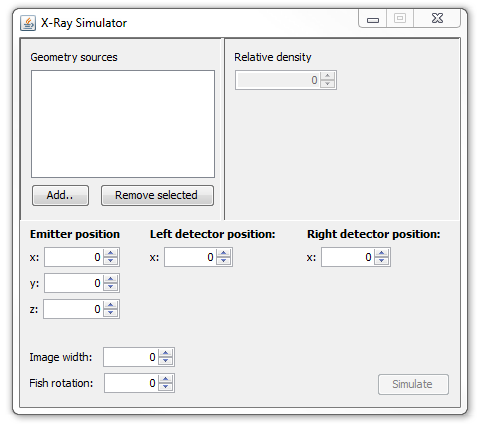 X-Ray Simulator
Geometry sources
Relative density
0
Add..
Remove selected
Emitter position
Left detector position:
Right detector position:
x: 0
x: 0
x: 0
y: 0
z: 0
Image width: 0
Fish rotation: 0
Simulate